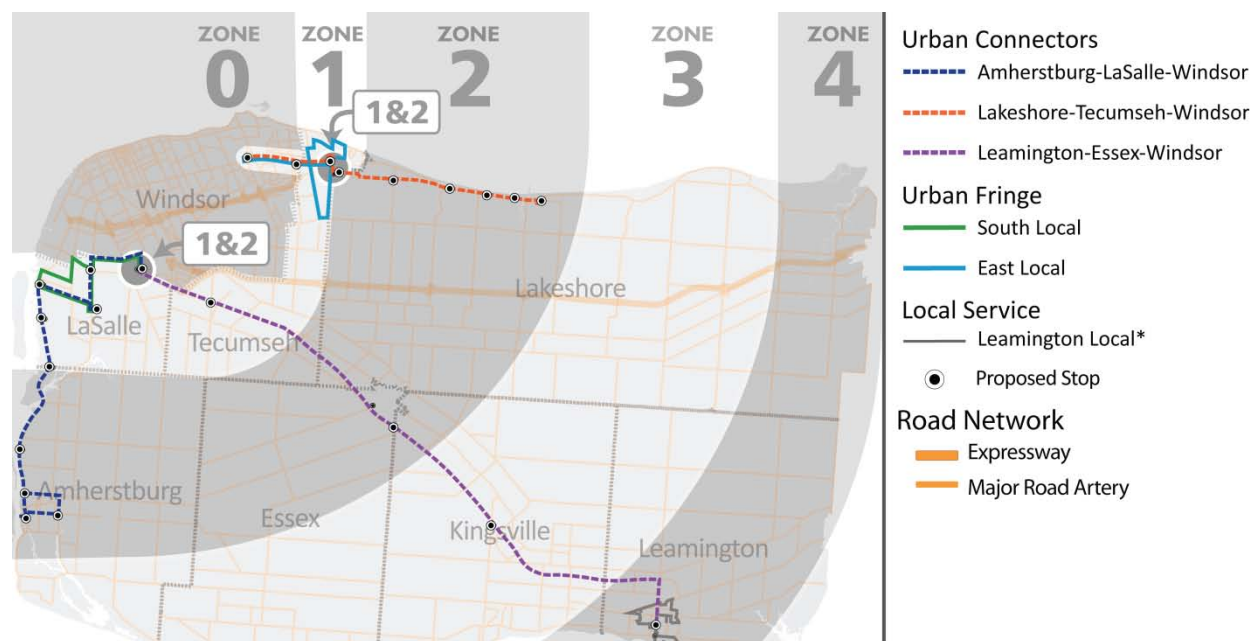 ZONE ZONE ZONE ZONE
0 1 2 3 4
1&2
Windsor
1&2
Lakeshore
LaSalle
Tecumseh
Amherstburg
Essex
Kingsville
Leamington
Urban Connectors
Amherstburg-LaSalle-Windsor
Lakeshore-Tecumseh-Windsor
Leamington-Essex-Windsor
Urban Fringe
South Local
East Local
Local Service
Leamington Local*
Proposed Stop
Road Network
Expressway
Major Road Artery